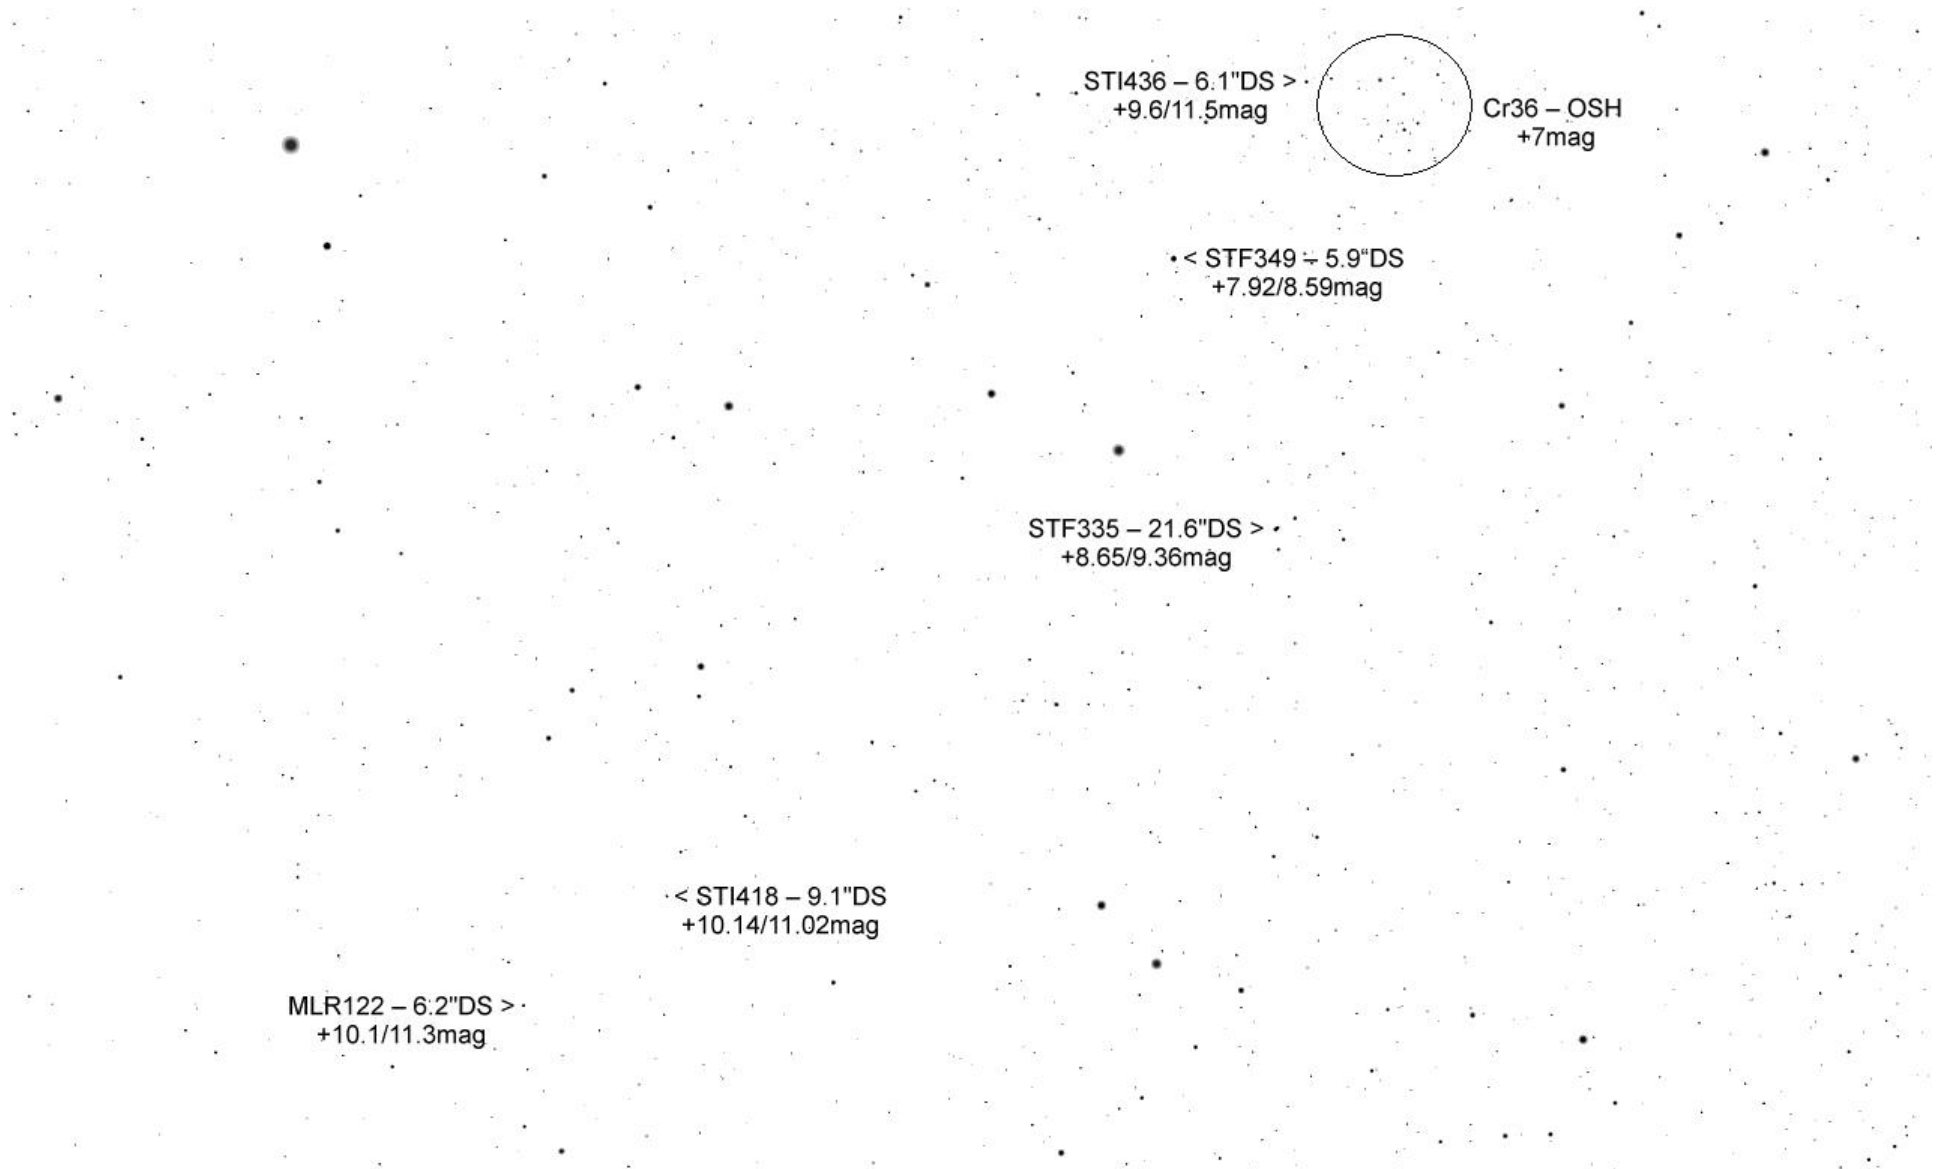 STI436 – 6.1"DS >
+9.6/11.5mag
Cr36 – OSH
+7mag
< STF349 – 5.9“DS
+7.92/8.59mag
STF335 – 21.6"DS >
+8.65/9.36mag
< STI418 – 9.1"DS
+10.14/11.02mag
MLR122 – 6.2"DS >
+10.1/11.3mag